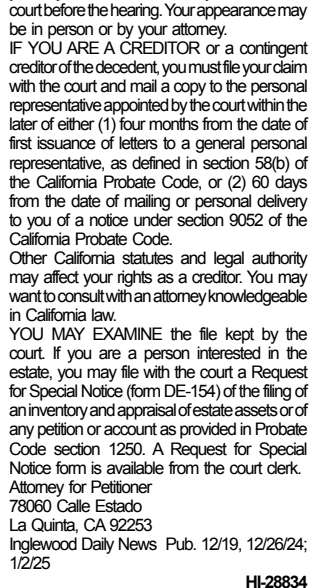 court before the hearing. Your appearance may
be in person or by your attorney.
IF YOU ARE A CREDITOR or a contingent
creditor of the decedent, you must file your claim
with the court and mail a copy to the personal
representative appointed by the court within the
later of either (1) four months from the date of
first issuance of letters to a general personal
representative, as defined in section 58(b) of
the California Probate Code, or (2) 60 days
from the date of mailing or personal delivery
to you of a notice under section 9052 of the
California Probate Code.
Other California statutes and legal authority
may affect your rights as a creditor. You may
want to consult with an attorney knowledgeable
in California law.
YOU MAY EXAMINE the file kept by the
court. If you are a person interested in the
estate, you may file with the court a Request
for Special Notice (form DE-154) of the filing of
an inventory and appraisal of estate assets or of
any petition or account as provided in Probate
Code section 1250. A Request for Special
Notice form is available from the court clerk.
Attorney for Petitioner
78060 Calle Estado
La Quinta, CA 92253
Inglewood Daily News Pub. 12/19, 12/26/24;
1/2/25
HI-28834